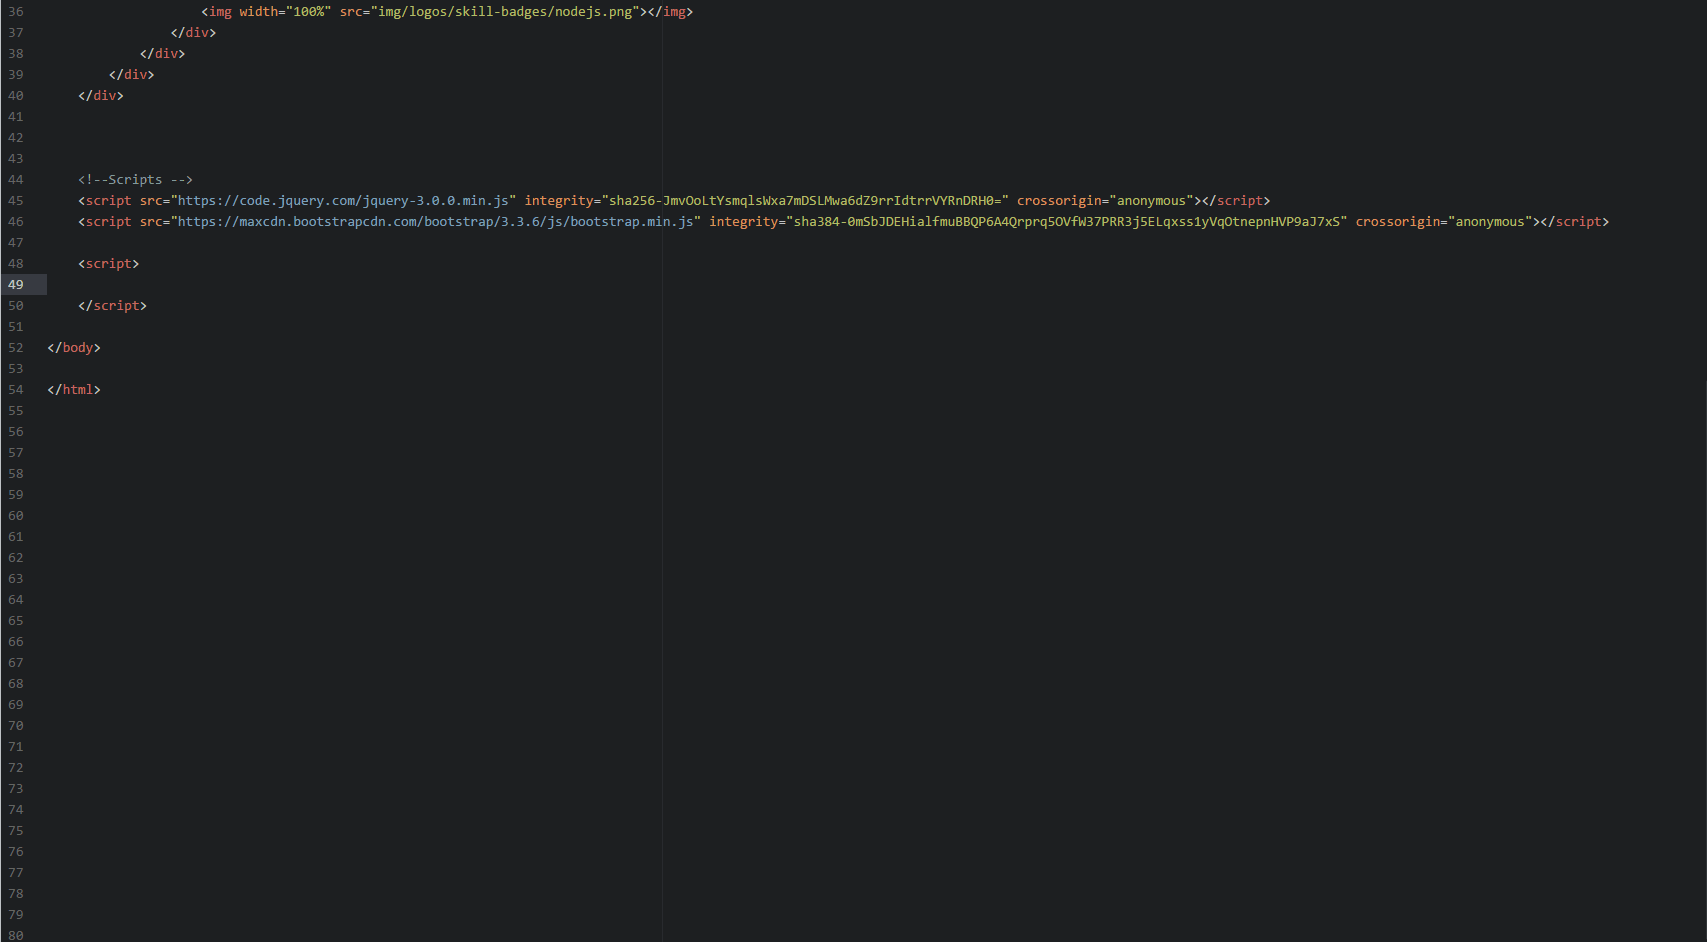 36 <img width="100%" src="img/logos/skill-badges/nodejs.png"></img>
37 </div>
38 </div>
39 </div>
40 </div>
41
42
43
44 <!--Scripts -->
45 <script src="https://code.jquery.com/jquery-3.0.0.min.js" integrity="sha256-JmvOoLtYsmqlsWxa7mDSLMwa6dZ9rrIdtrrVYRnDRH0=" crossorigin="anonymous"></script>
46 <script src="https://maxcdn.bootstrapcdn.com/bootstrap/3.3.6/js/bootstrap.min.js" integrity="sha384-0mSbJDEHialfmuBBQP6A4Qrprq5OVfW37PRR3j5ELqxss1yVqOtnepnHVP9aJ7xS" crossorigin="anonymous"></script>
47
48 <script>
49
50 </script>
51
52 </body>
53
54 </html>
55
56
57
58
59
60
61
62
63
64
65
66
67
68
69
70
71
72
73
74
75
76
77
78
79
80